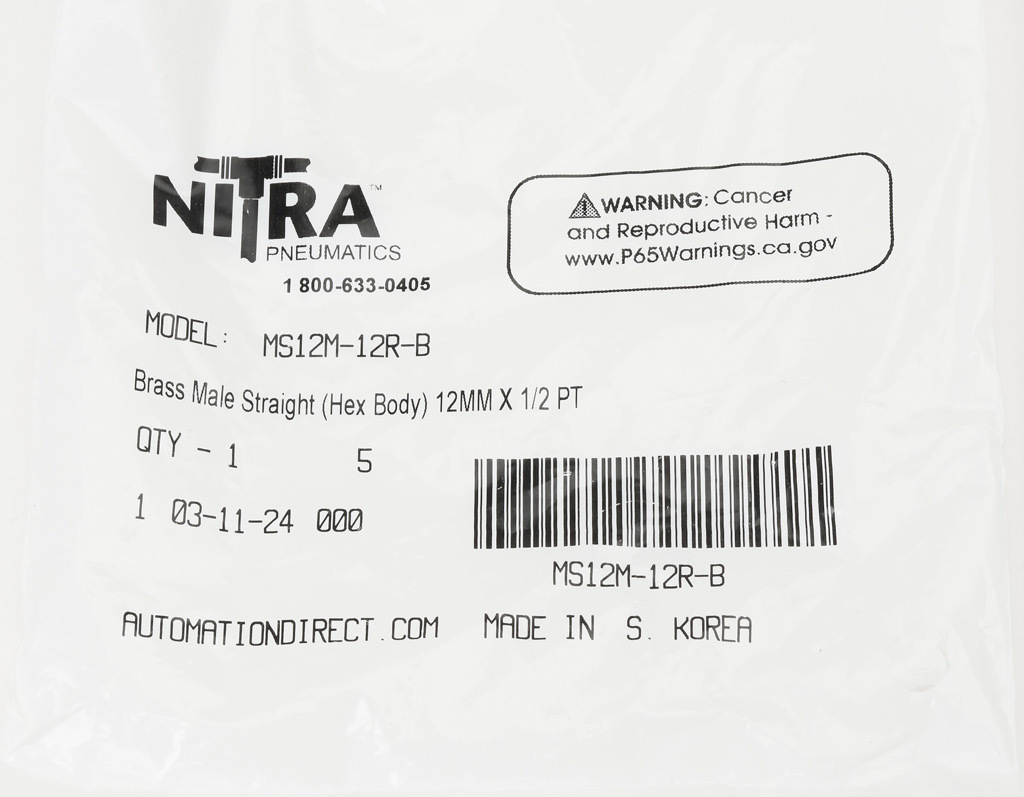 NITRA™
PNEUMATICS
1 800-633-0405
WARNING: Cancer
and Reproductive Harm -
www.P65Warnings.ca.gov
MODEL: MS12M-12R-B
Brass Male Straight (Hex Body) 12MM X 1/2 PT
QTY - 1 5
1 03-11-24 000
MS12M-12R-B
AUTOMATIONDIRECT.COM MADE IN S. KOREA